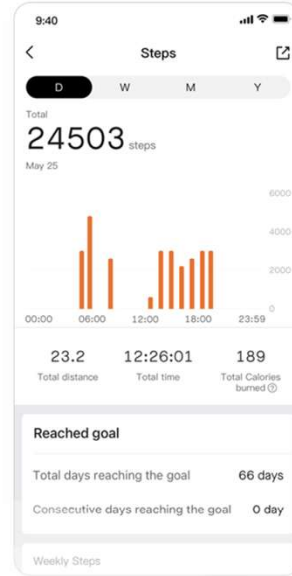 9:40
Steps
D W M Y
Total
24503 steps
May 25
6000
4000
2000
0
00:00 06:00 12:00 18:00 23:59
23.2 12:26:01 189
Total distance Total time Total Calories
burned
Reached goal
Total days reaching the goal 66 days
Consecutive days reaching the goal 0 day
Weekly Steps